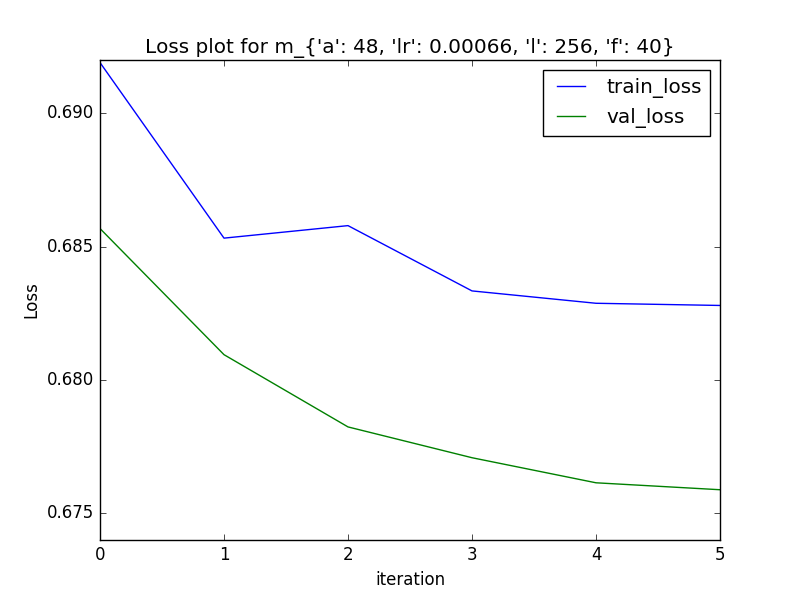 Loss plot for m_{'a': 48, 'lr': 0.00066, 'l': 256, 'f': 40}
train_loss
val_loss
0.690
0.685
0.680
0.675
Loss
0 1 2 3 4 5
iteration